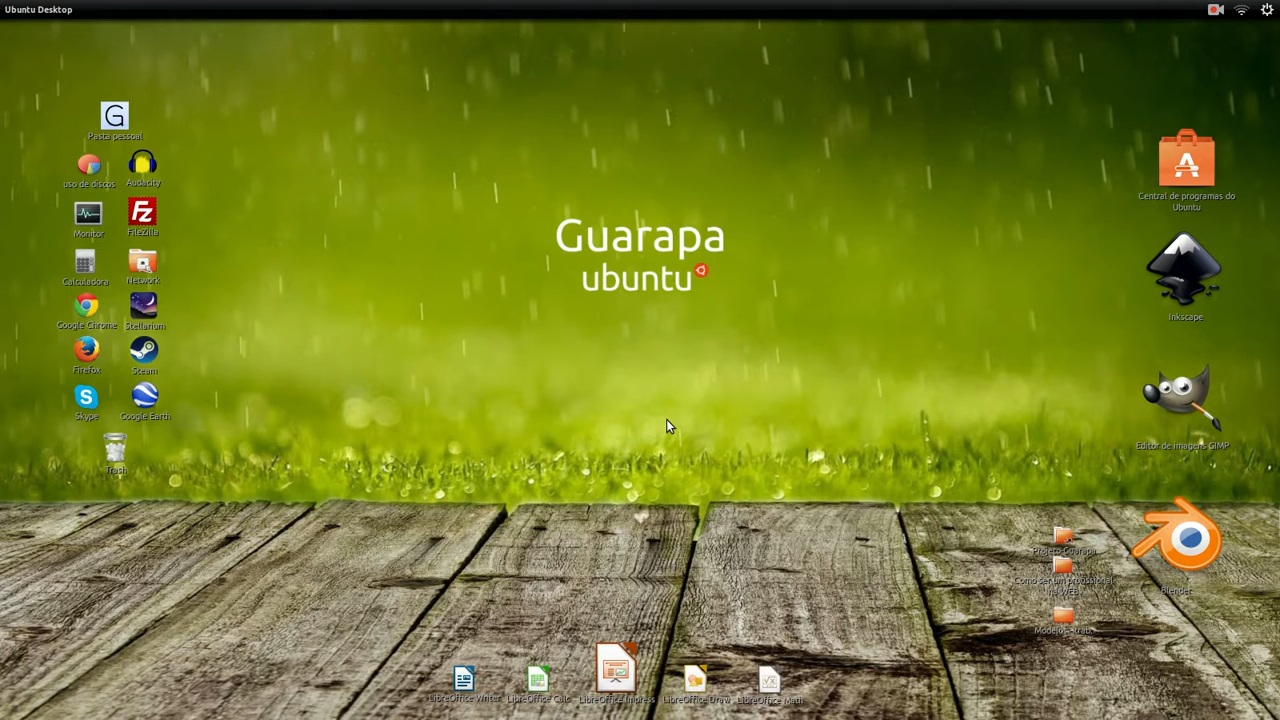 Ubuntu Desktop
G
Pasta pessoal
uso de discos
Audacity
Fz
Monitor
FileZilla
Calculadora
Network
Google Chrome
Stellarium
Firefox
Steam
S
Skype
Google Earth
Trash
Guarapa
ubuntu
A
Central de programas do
Ubuntu
Inkscape
Editor de imagens GIMP
Blender
Projeto-Guarapa
Como ser um profissional
na WEB
LibreOffice Writer
LibreOffice Calc
LibreOffice Impress
LibreOffice Draw
LibreOffice Math